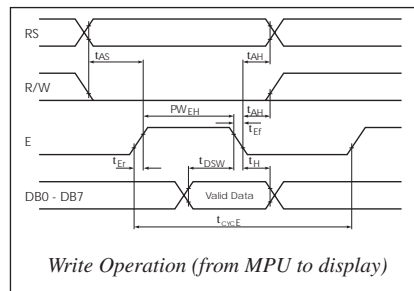 RS
tAS
tAH
R/W
PWEH
tAH
tEf
E
tEr
tDSW
tH
DB0 - DB7
Valid Data
tCYCE
Write Operation (from MPU to display)